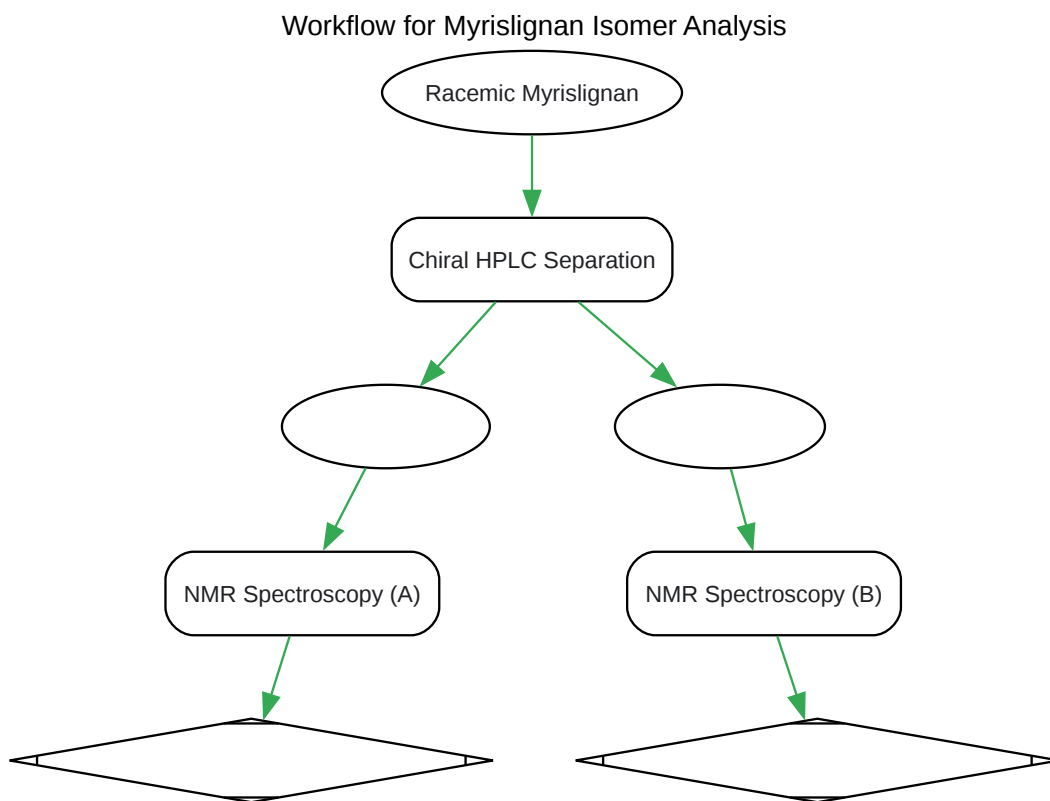 Workflow for Myrislignan Isomer Analysis
Racemic Myrislignan
Chiral HPLC Separation
NMR Spectroscopy (A)
NMR Spectroscopy (B)